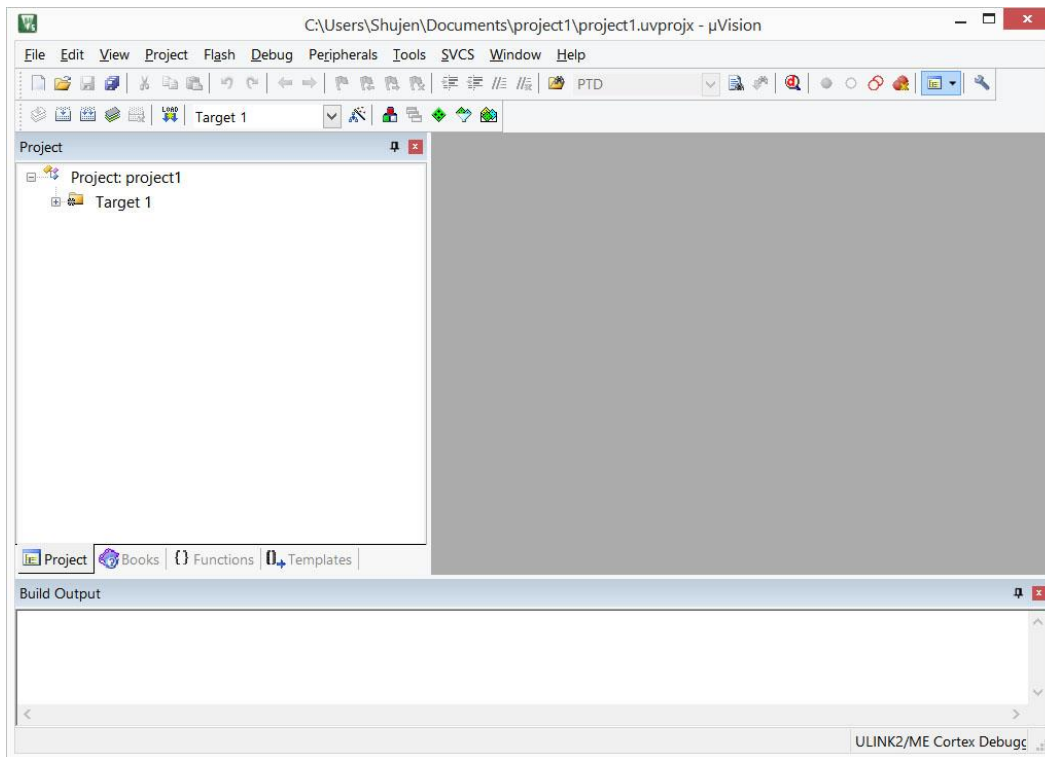 C:\Users\Shujen\Documents\project1\project1.uvprojx - µVision
File Edit View Project Flash Debug Peripherals Tools SVCS Window Help
PTD
LOAD Target 1
Project
Project: project1
Target 1
Project Books {} Functions Templates
Build Output
ULINK2/ME Cortex Debugg